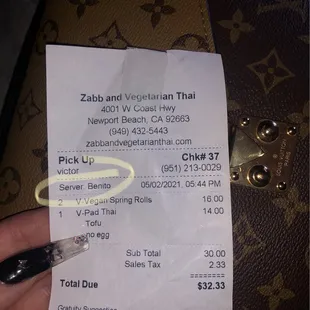 Zabb and Vegetarian Thai
4001 W Coast Hwy
Newport Beach, CA 92663
(949) 432-5443
zabbandvegetarianthai.com
Pick Up Chk# 37
victor (951) 213-0029
Server: Benito 05/02/2021, 05:44 PM
2 V Vegan Spring Rolls 16.00
1 V-Pad Thai 14.00
Tofu
no egg
Sub Total 30.00
Sales Tax 2.33
========
Total Due $32.33
Gratuity Suggestion